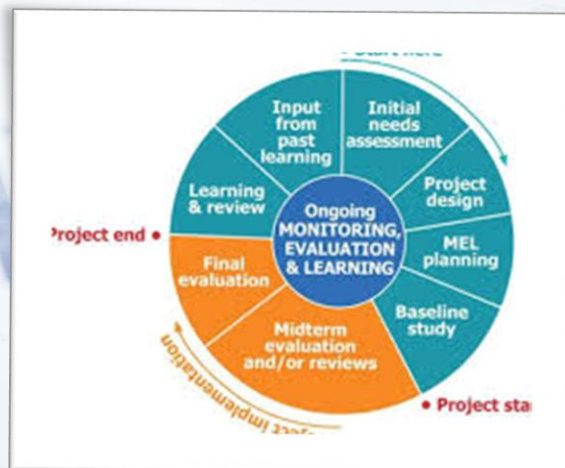 Initial
needs
assessment
Project
design
MEL
planning
Baseline
study
Project
Midterm
evaluation
and/or reviews
implementation
Final
evaluation
Project end
Learning
& review
Input
from
past
learning
Ongoing
MONITORING,
EVALUATION
& LEARNING